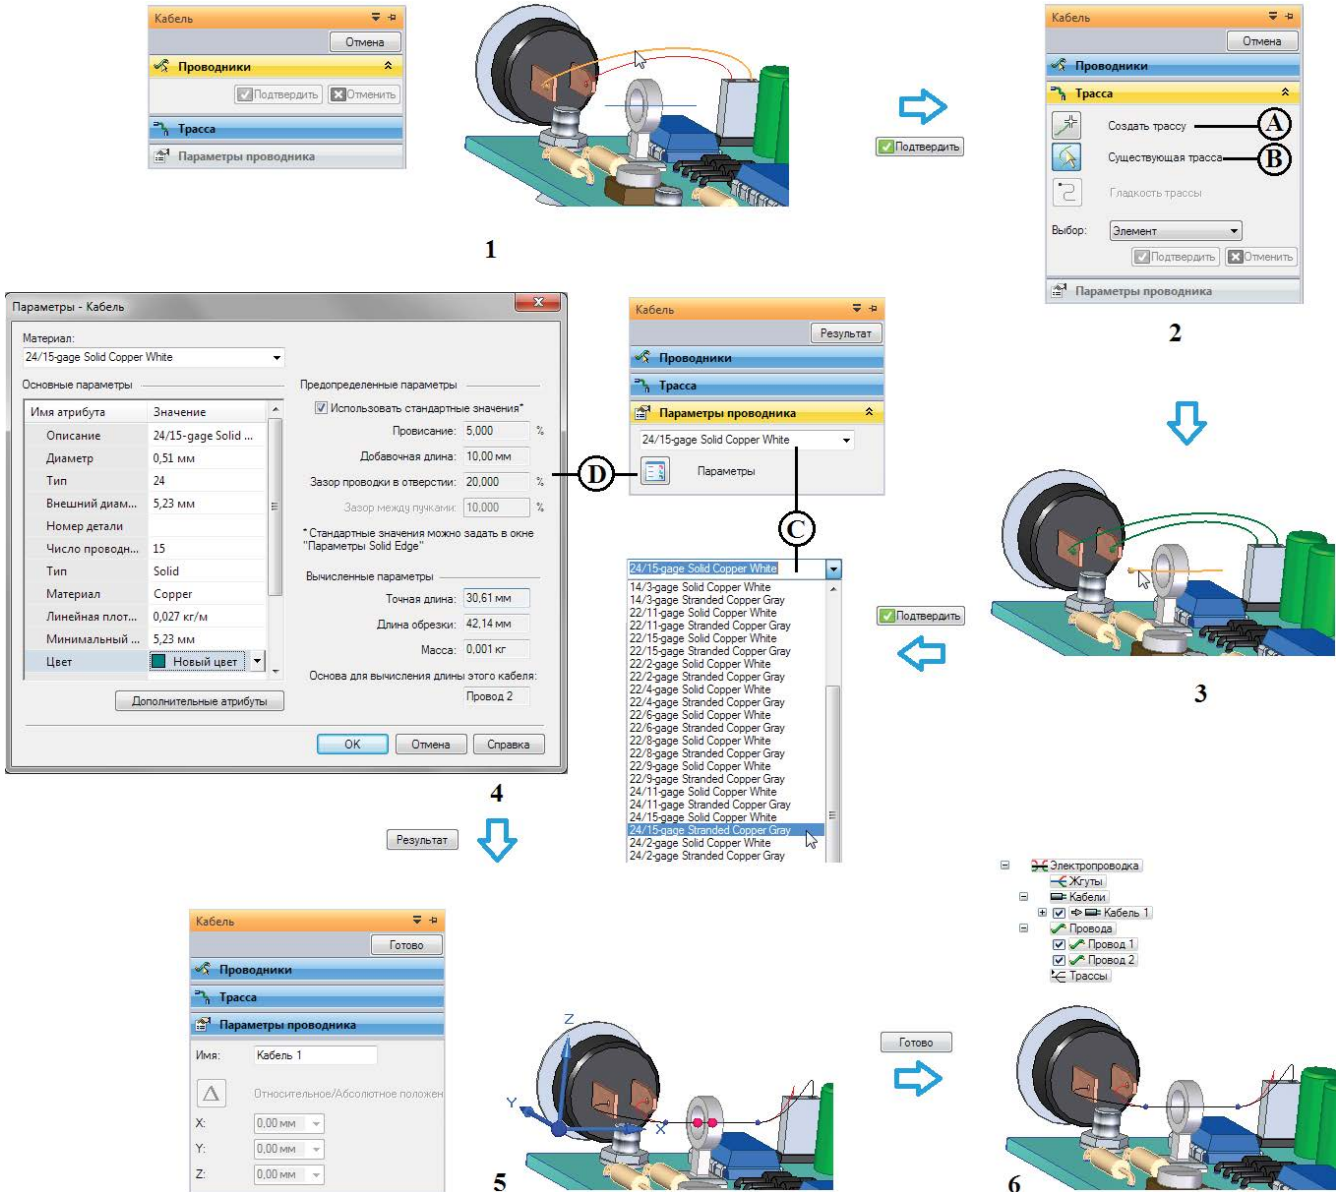 Кабель
Отмена
Проводники
Подтвердить
Отменить
Трасса
Параметры проводника
1
Подтвердить
Кабель
Отмена
Проводники
Трасса
Создать трассу
A
Существующая трасса
B
Гладкость трассы
Выбор:
Элемент
Подтвердить
Отменить
Параметры проводника
2
Параметры - Кабель
Материал:
24/15-gage Solid Copper White
Основные параметры
Имя атрибута Значение
Описание 24/15-gage Solid ...
Диаметр 0,51 мм
Тип 24
Внешний диам... 5,23 мм
Номер детали
Число проводн... 15
Тип Solid
Материал Copper
Линейная плот... 0,027 кг/м
Минимальный ... 5,23 мм
Цвет Новый цвет
Дополнительные атрибуты
Предопределенные параметры
Использовать стандартные значения*
Провисание: 5,000 %
Добавочная длина: 10,00 мм
Зазор проводки в отверстии: 20,000 %
Зазор между пучками: 10,000 %
* Стандартные значения можно задать в окне
"Параметры Solid Edge"
Вычисленные параметры
Точная длина: 30,61 мм
Длина обрезки: 42,14 мм
Масса: 0,001 кг
Основа для вычисления длины этого кабеля:
Провод 2
OK
Отмена
Справка
4
D
Кабель
Результат
Проводники
Трасса
Параметры проводника
24/15-gage Solid Copper White
Параметры
C
24/15-gage Solid Copper White
14/3-gage Solid Copper White
14/3-gage Stranded Copper Gray
22/11-gage Solid Copper White
22/11-gage Stranded Copper Gray
22/15-gage Solid Copper White
22/15-gage Stranded Copper Gray
22/2-gage Solid Copper White
22/2-gage Stranded Copper Gray
22/4-gage Solid Copper White
22/4-gage Stranded Copper Gray
22/6-gage Solid Copper White
22/6-gage Stranded Copper Gray
22/8-gage Solid Copper White
22/8-gage Stranded Copper Gray
22/9-gage Solid Copper White
22/9-gage Stranded Copper Gray
24/11-gage Solid Copper White
24/11-gage Stranded Copper Gray
24/15-gage Solid Copper White
24/15-gage Stranded Copper Gray
24/2-gage Solid Copper White
24/2-gage Stranded Copper Gray
Подтвердить
3
Результат
Кабель
Готово
Проводники
Трасса
Параметры проводника
Имя: Кабель 1
Относительное/Абсолютное положен
X: 0,00 мм
Y: 0,00 мм
Z: 0,00 мм
Z
Y
X
5
Готово
Электропроводка
Жгуты
Кабели
Кабель 1
Провода
Провод 1
Провод 2
Трассы
6